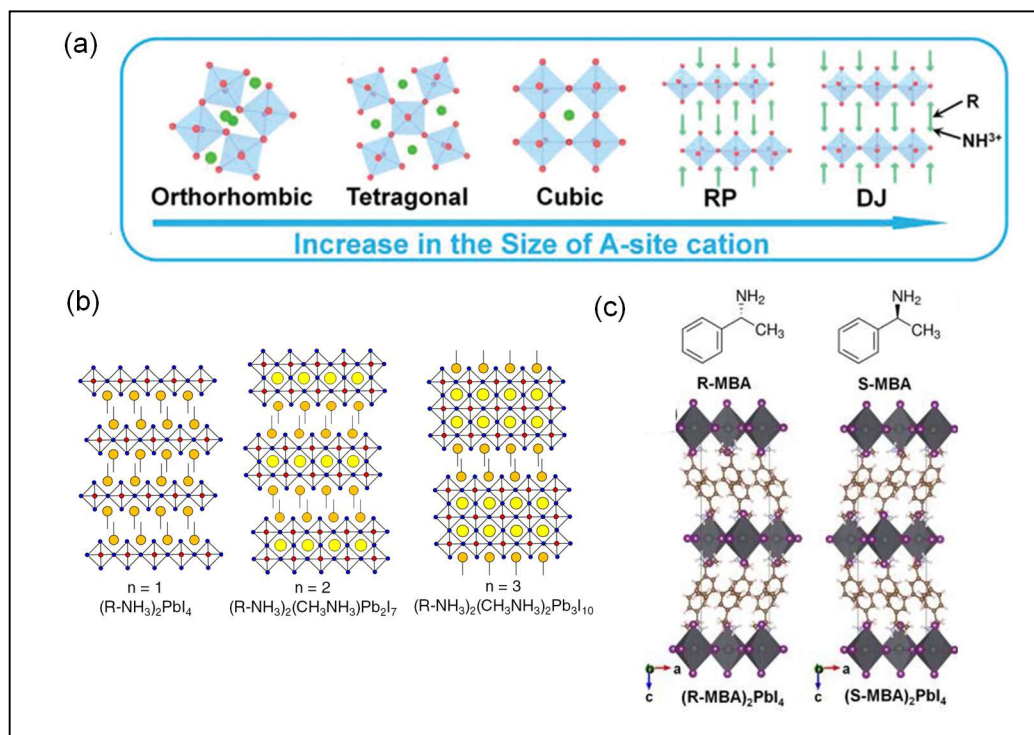 (a)
R
NH³⁺
Orthorhombic Tetragonal Cubic RP DJ
Increase in the Size of A-site cation
(b)
n = 1
(R-NH₃)₂PbI₄
n = 2
(R-NH₃)₂(CH₃NH₃)Pb₂I₇
n = 3
(R-NH₃)₂(CH₃NH₃)₂Pb₃I₁₀
(c)
NH₂
CH₃
R-MBA
NH₂
CH₃
S-MBA
b a
c
(R-MBA)₂PbI₄
b a
c
(S-MBA)₂PbI₄